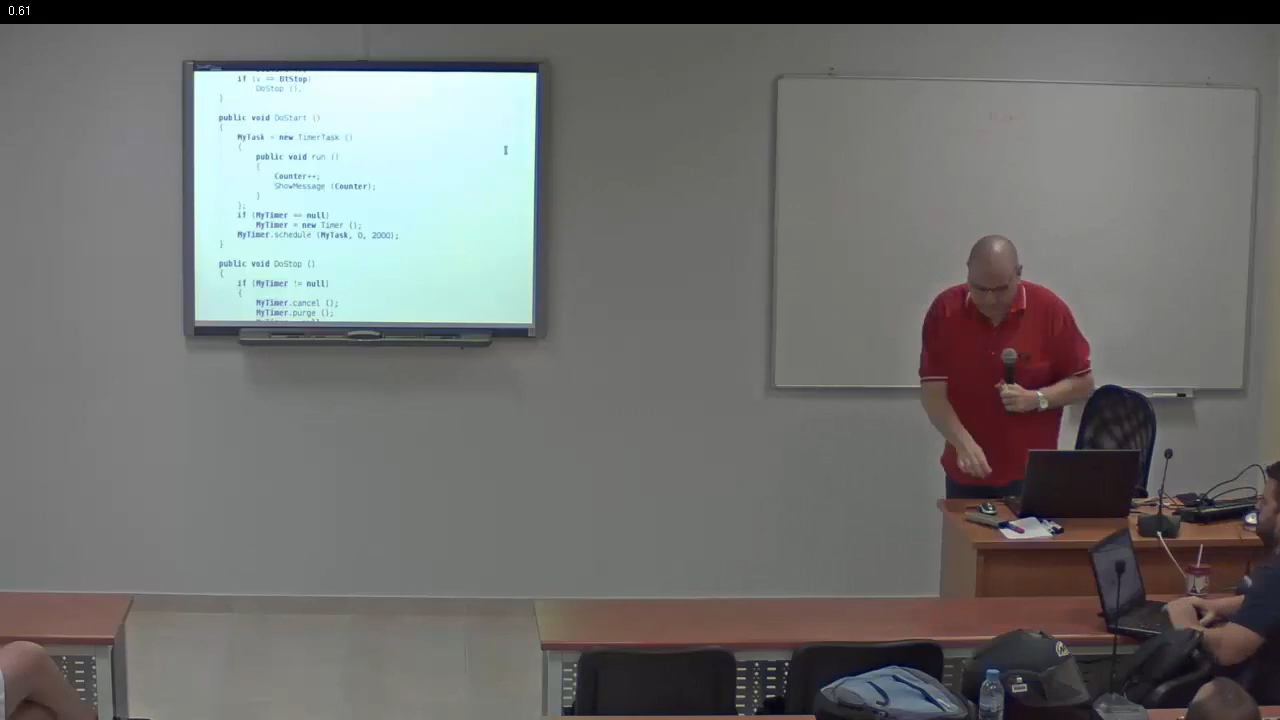 0.61
if (v == BtStop)
DoStop ();
}
public void DoStart ()
{
MyTask = new TimerTask ()
{
public void run ()
{
Counter++;
ShowMessage (Counter);
}
};
if (MyTimer == null)
MyTimer = new Timer ();
MyTimer.schedule (MyTask, 0, 2000);
}
public void DoStop ()
{
if (MyTimer != null)
{
MyTimer.cancel ();
MyTimer.purge ();